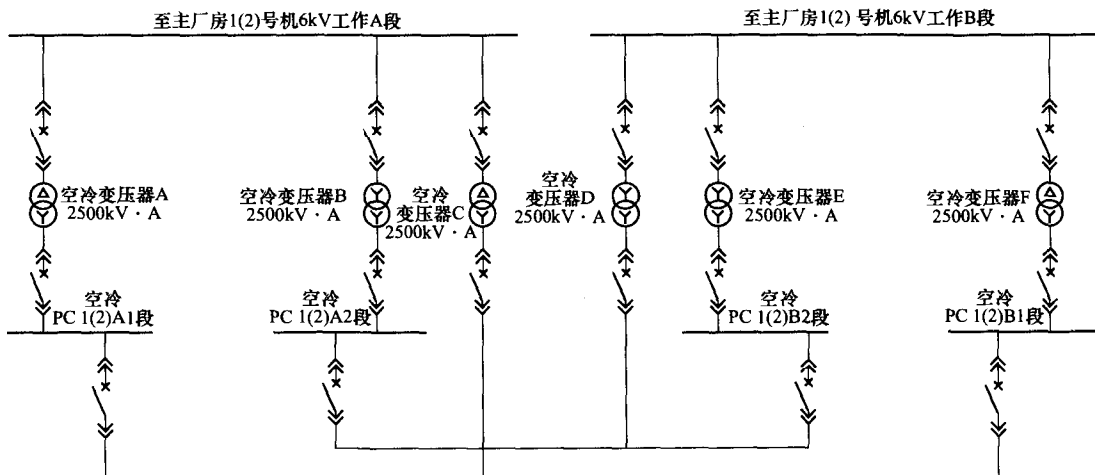 至主厂房1(2)号机6kV工作A段
至主厂房1(2) 号机6kV工作B段
空冷变压器A
2500kV · A
空冷变压器B
2500kV · A
空冷
变压器C
2500kV · A
空冷
变压器D
2500kV · A
空冷变压器E
2500kV · A
空冷变压器F
2500kV · A
空冷
PC 1(2)A1段
空冷
PC 1(2)A2段
空冷
PC 1(2)B2段
空冷
PC 1(2)B1段